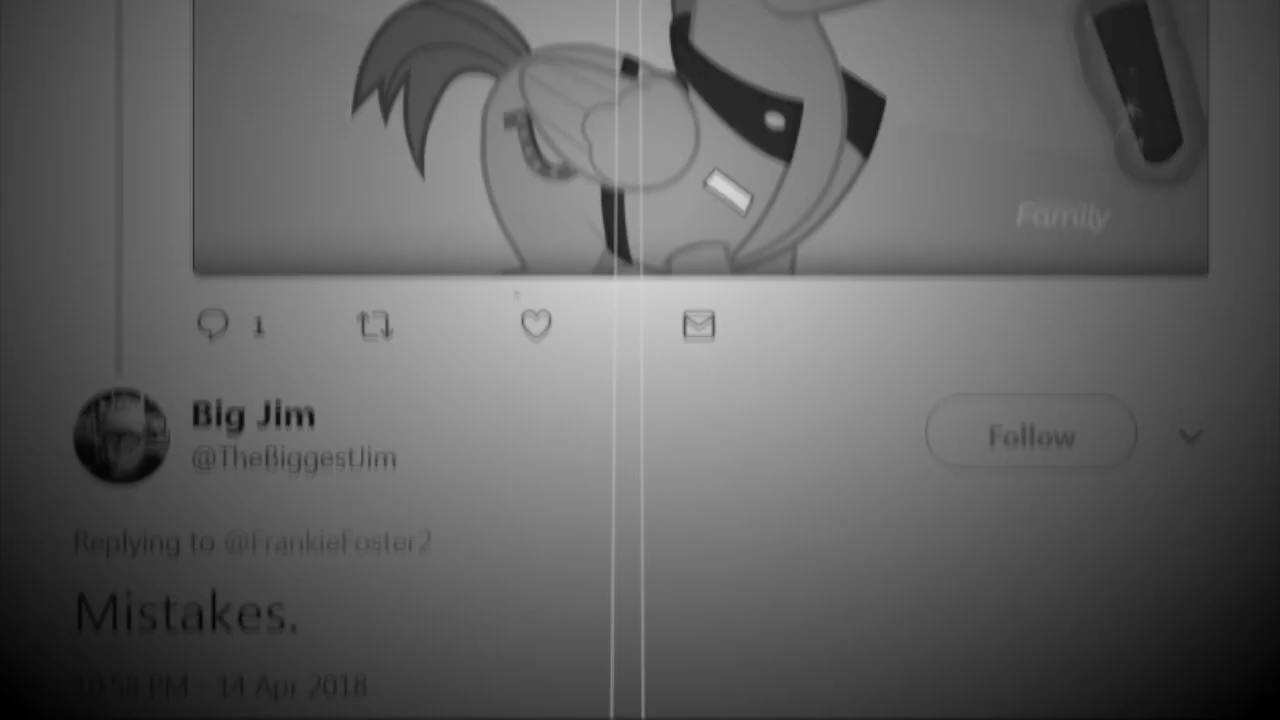 Family
1
Big Jim
@TheBiggestJim
Follow
Replying to @FrankieFoster2
Mistakes.
10:58 PM - 14 Apr 2018